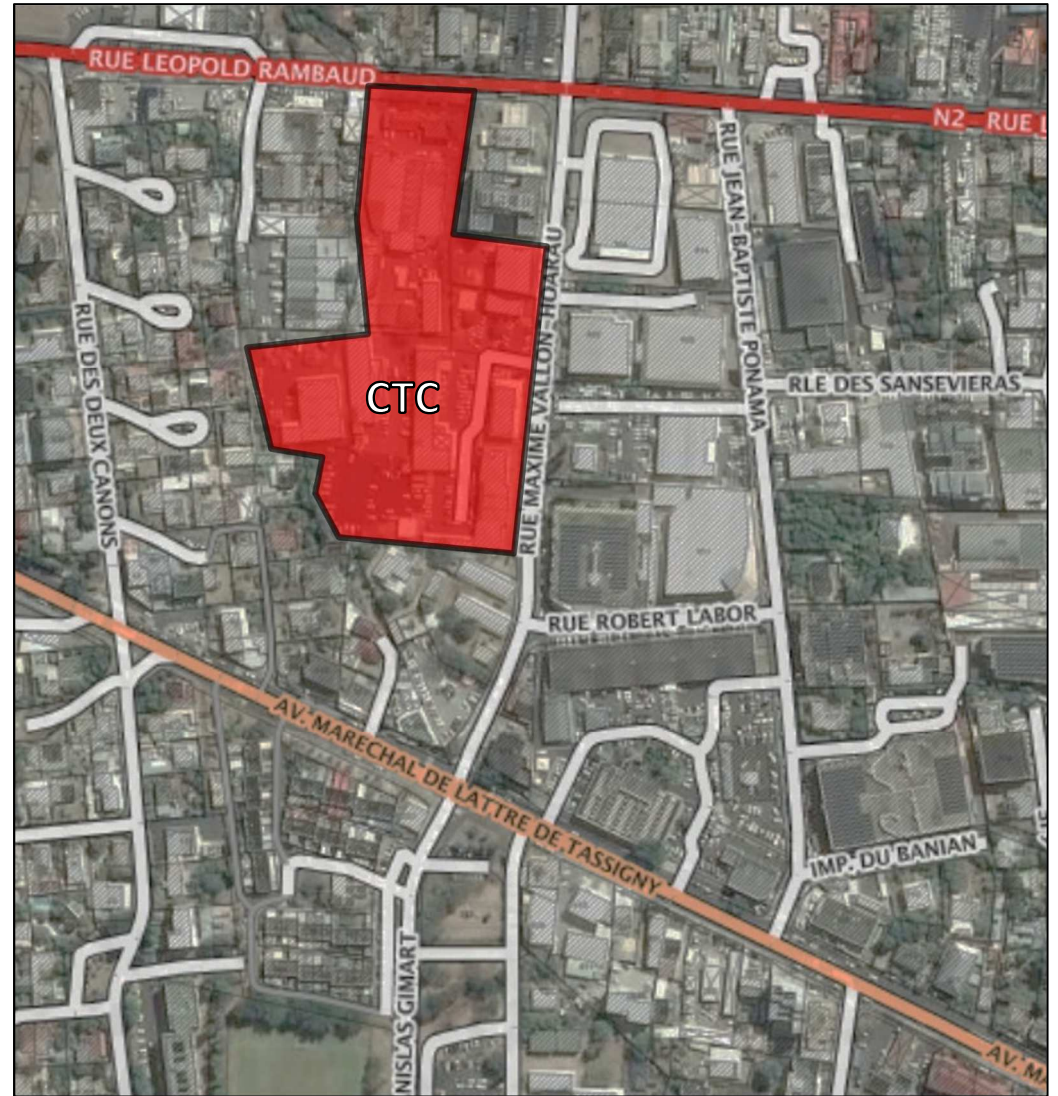 RUE LEOPOLD RAMBAUD
N2 - RUE L
RUE JEAN-BAPTISTE PONAMA
RUE MAXIME VALLON-HOARAU
RUE DES DEUX CANONS
CTC
RLE DES SANSEVIERAS
RUE ROBERT LABOR
AV. MARECHAL DE LATTRE DE TASSIGNY
IMP. DU BANIAN
NISLAS GIMART
AV. MA